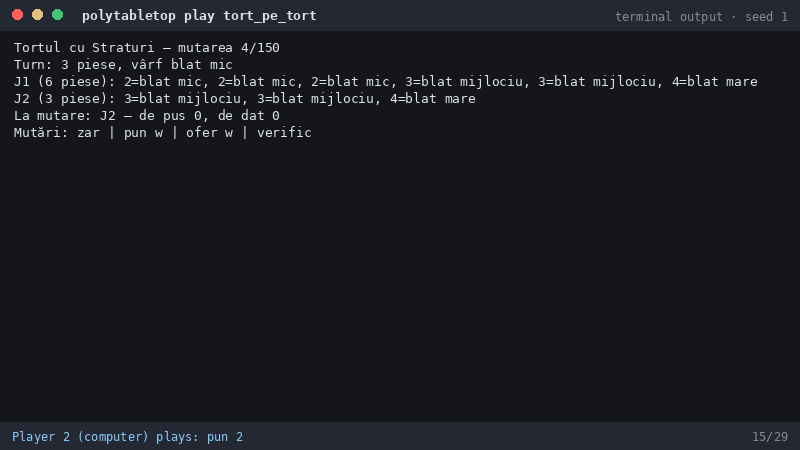 polytabletop play tort_pe_tort
terminal output · seed 1
Tortul cu Straturi — mutarea 4/150
Turn: 3 piese, vârf blat mic
J1 (6 piese): 2=blat mic, 2=blat mic, 2=blat mic, 3=blat mijlociu, 3=blat mijlociu, 4=blat mare
J2 (3 piese): 3=blat mijlociu, 3=blat mijlociu, 4=blat mare
La mutare: J2 — de pus 0, de dat 0
Mutări: zar | pun w | ofer w | verific
Player 2 (computer) plays: pun 2
15/29